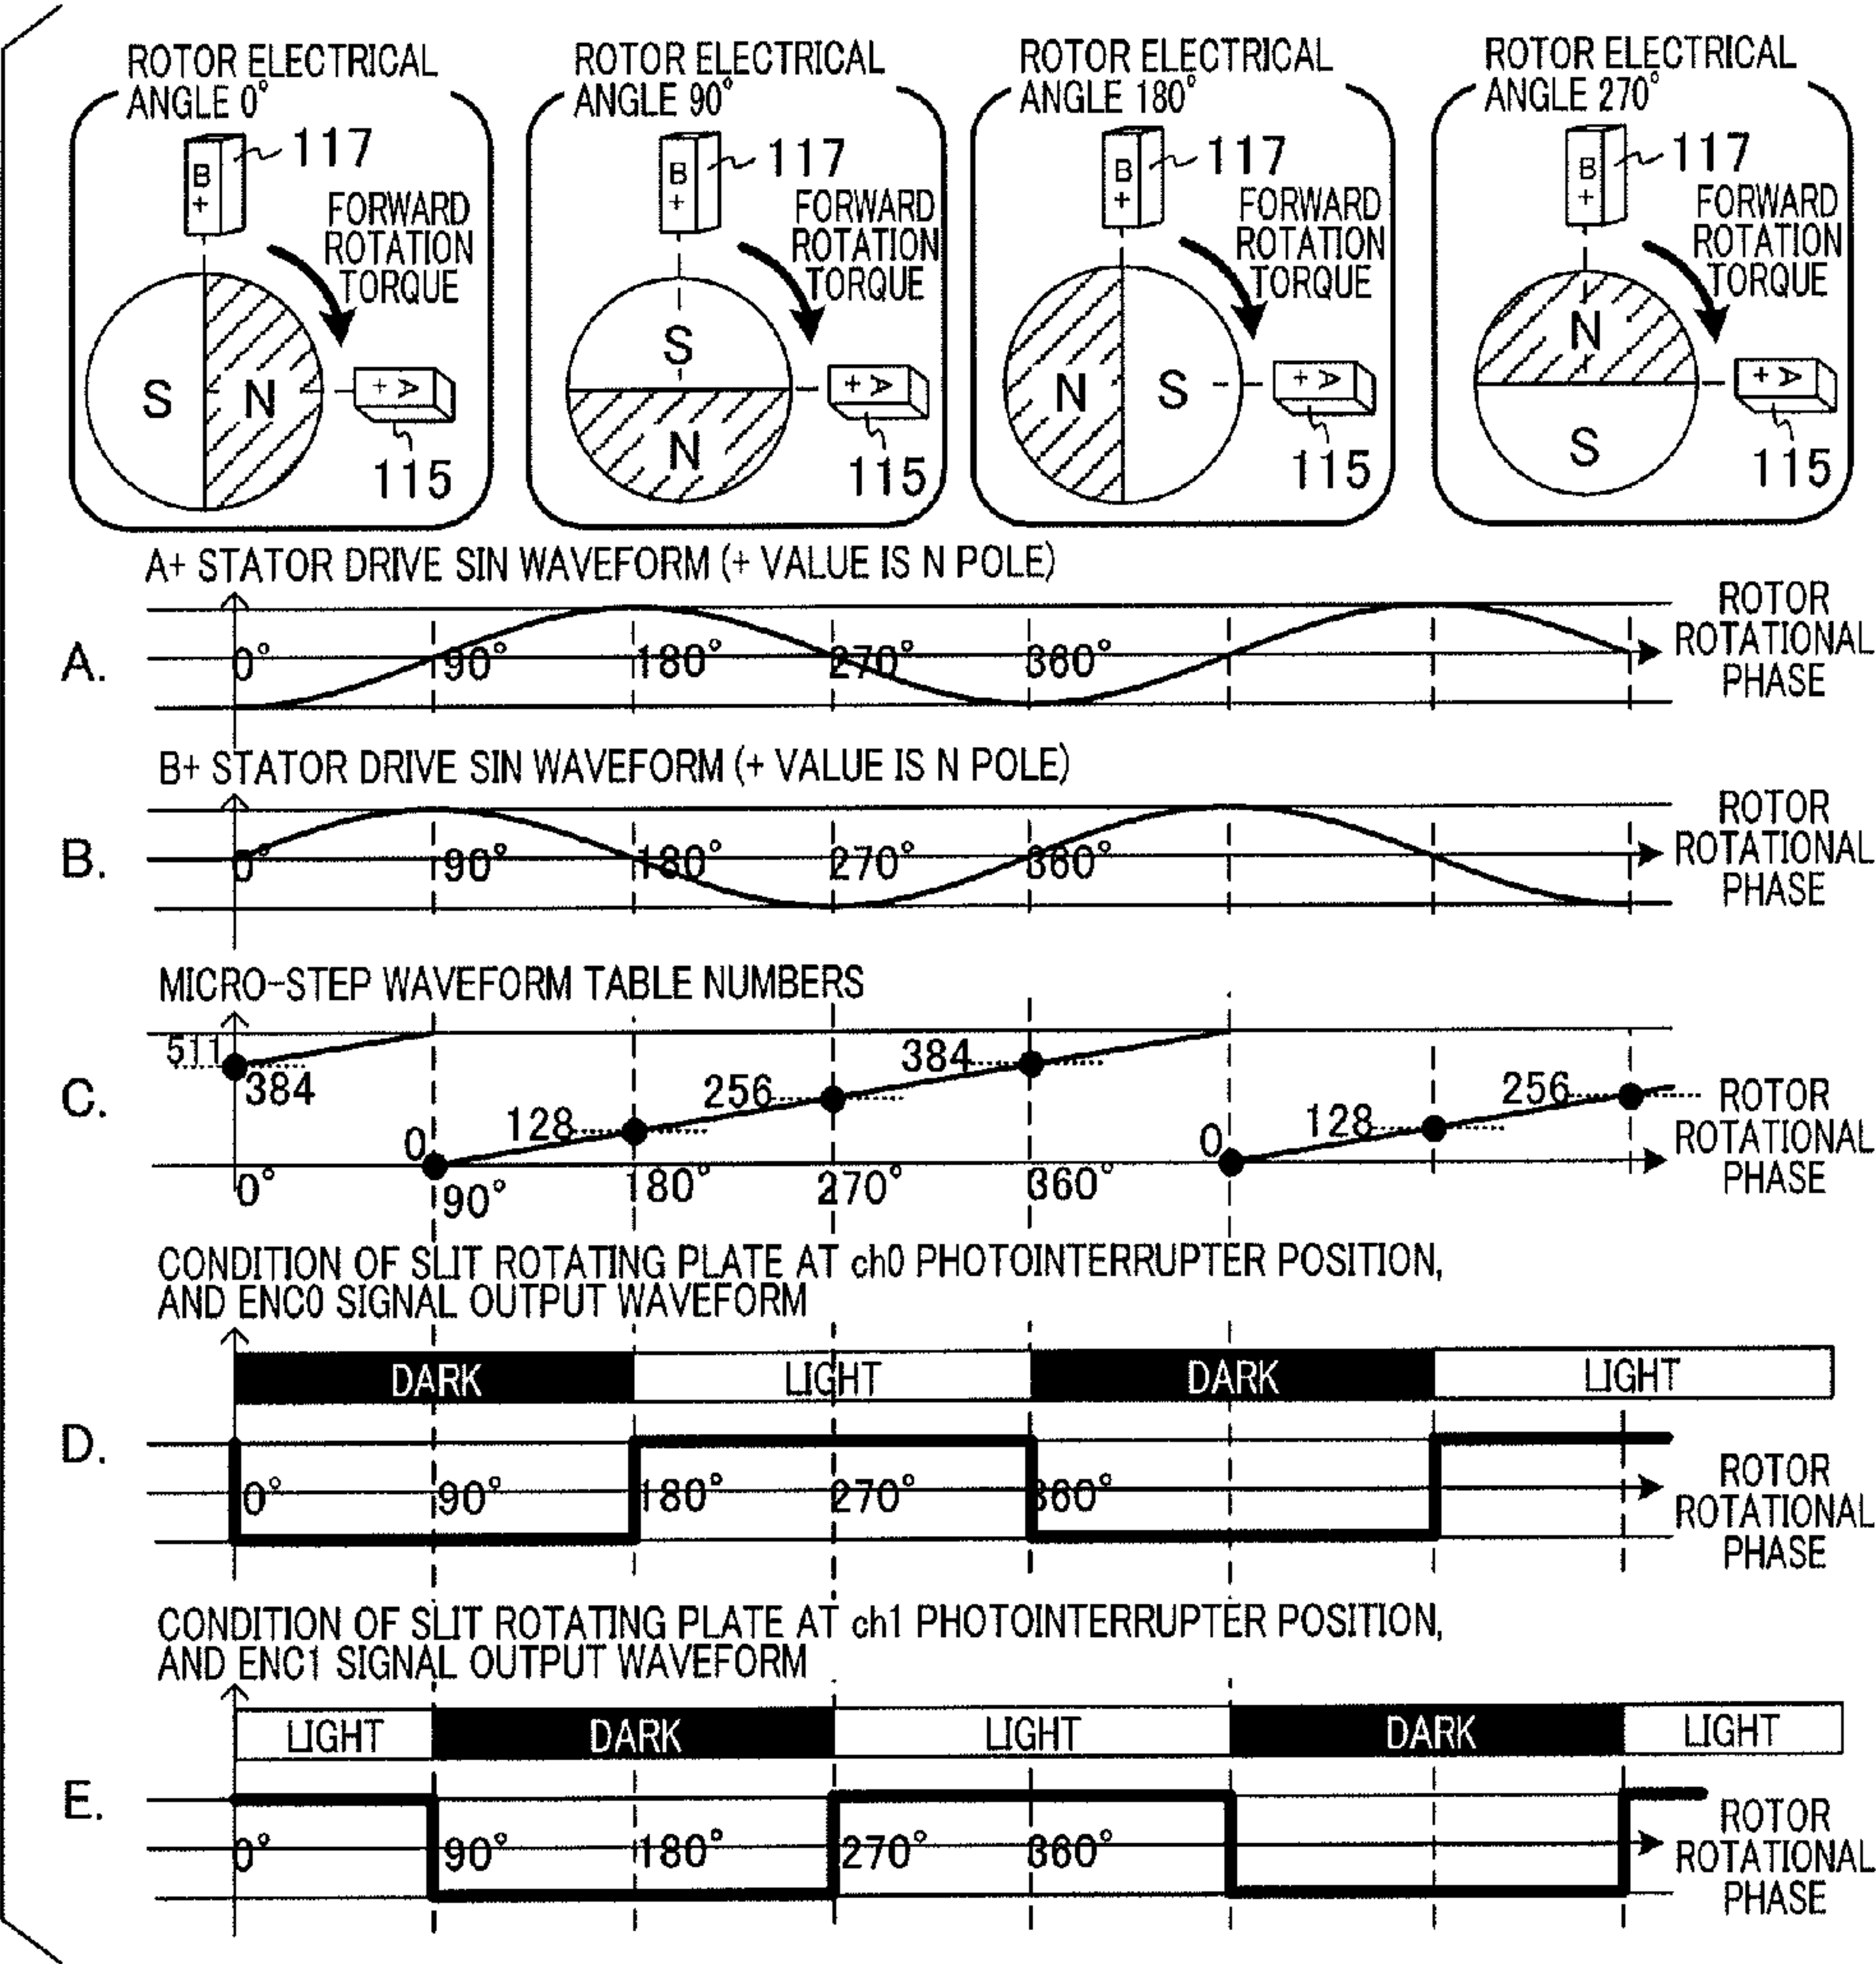 ROTOR ELECTRICAL
ANGLE 0°
B
+
117
FORWARD
ROTATION
TORQUE
S
N
+ A
115
ROTOR ELECTRICAL
ANGLE 90°
B
+
117
FORWARD
ROTATION
TORQUE
S
N
+ A
115
ROTOR ELECTRICAL
ANGLE 180°
B
+
117
FORWARD
ROTATION
TORQUE
N
S
+ A
115
ROTOR ELECTRICAL
ANGLE 270°
B
+
117
FORWARD
ROTATION
TORQUE
N
S
+ A
115
A+ STATOR DRIVE SIN WAVEFORM (+ VALUE IS N POLE)
A.
0° 90° 180° 270° 360°
ROTOR
ROTATIONAL
PHASE
B+ STATOR DRIVE SIN WAVEFORM (+ VALUE IS N POLE)
B.
0° 90° 180° 270° 360°
ROTOR
ROTATIONAL
PHASE
MICRO-STEP WAVEFORM TABLE NUMBERS
C.
511
384 0 128 256 384 0 128 256
0° 90° 180° 270° 360°
ROTOR
ROTATIONAL
PHASE
CONDITION OF SLIT ROTATING PLATE AT ch0 PHOTOINTERRUPTER POSITION,
AND ENC0 SIGNAL OUTPUT WAVEFORM
DARK LIGHT DARK LIGHT
D.
0° 90° 180° 270° 360°
ROTOR
ROTATIONAL
PHASE
CONDITION OF SLIT ROTATING PLATE AT ch1 PHOTOINTERRUPTER POSITION,
AND ENC1 SIGNAL OUTPUT WAVEFORM
LIGHT DARK LIGHT DARK LIGHT
E.
0° 90° 180° 270° 360°
ROTOR
ROTATIONAL
PHASE